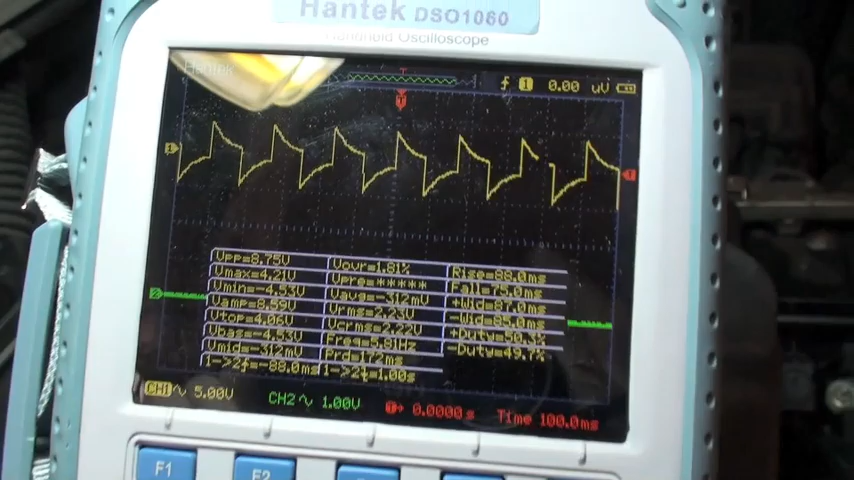 Hantek DSO1060
Handheld Oscilloscope
Hantek
T
1 0.00 uV
Vpp=8.75V Vovr=1.81% Rise=88.0ms
Vmax=4.21V Vpre=***** Fall=75.0ms
Vmin=-4.53V Vavg=-312mV +Wid=87.0ms
Vamp=8.59V Vrms=2.23V -Wid=85.0ms
Vtop=4.06V Vcrms=2.22V +Duty=50.3%
Vbas=-4.53V Freq=5.81Hz -Duty=49.7%
Vmid=-312mV Prd=172ms
1->2=-88.0ms 1->2=1.00s
CH1 5.00V CH2 1.00V 0.0000s Time 100.0ms
F1 F2